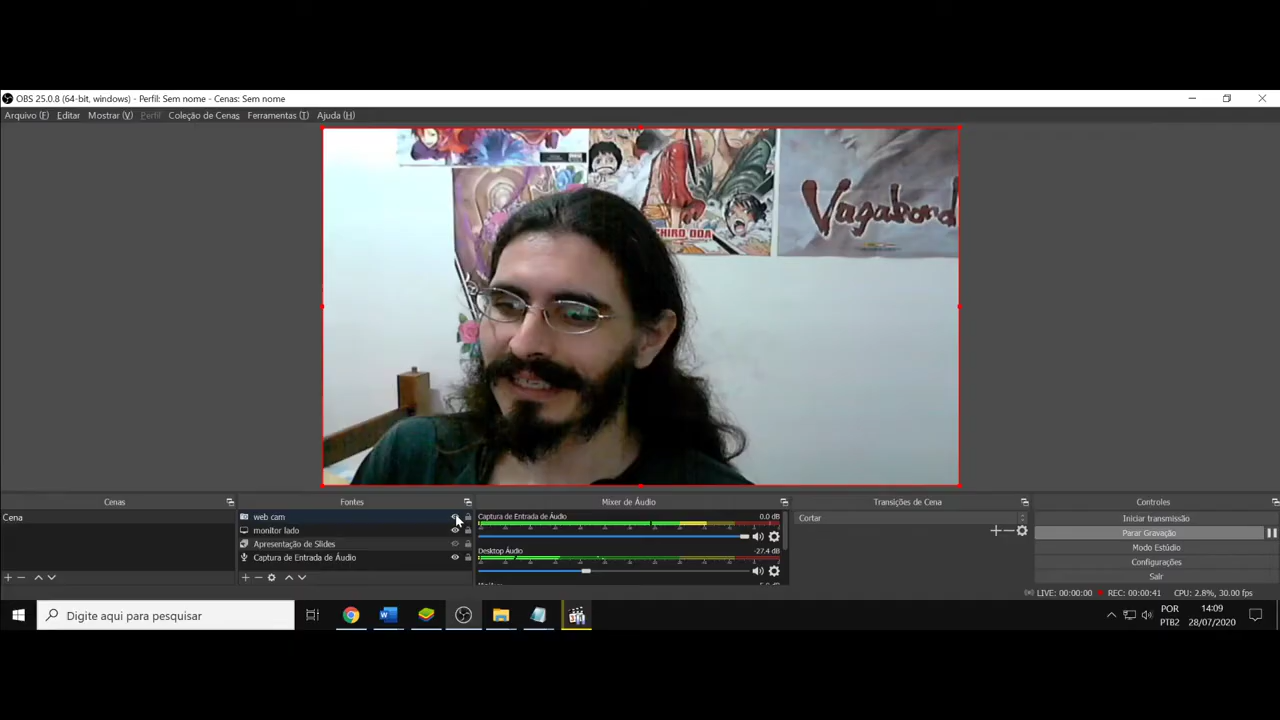 OBS 25.0.8 (64-bit, windows) - Perfil: Sem nome - Cenas: Sem nome
Arquivo (F) Editar Mostrar (V) Perfil Coleção de Cenas Ferramentas (T) Ajuda (H)
Vagabond
CHIRO ODA
Cenas
Cena
Fontes
web cam
monitor lado
Apresentação de Slides
Captura de Entrada de Áudio
Mixer de Áudio
Captura de Entrada de Áudio 0.0 dB
Desktop Áudio -27.4 dB
Transições de Cena
Cortar
Controles
Iniciar transmissão
Parar Gravação
Modo Estúdio
Configurações
Sair
LIVE: 00:00:00 REC: 00:00:41 CPU: 2.8%, 30.00 fps
Digite aqui para pesquisar
POR
PTB2
14:09
28/07/2020